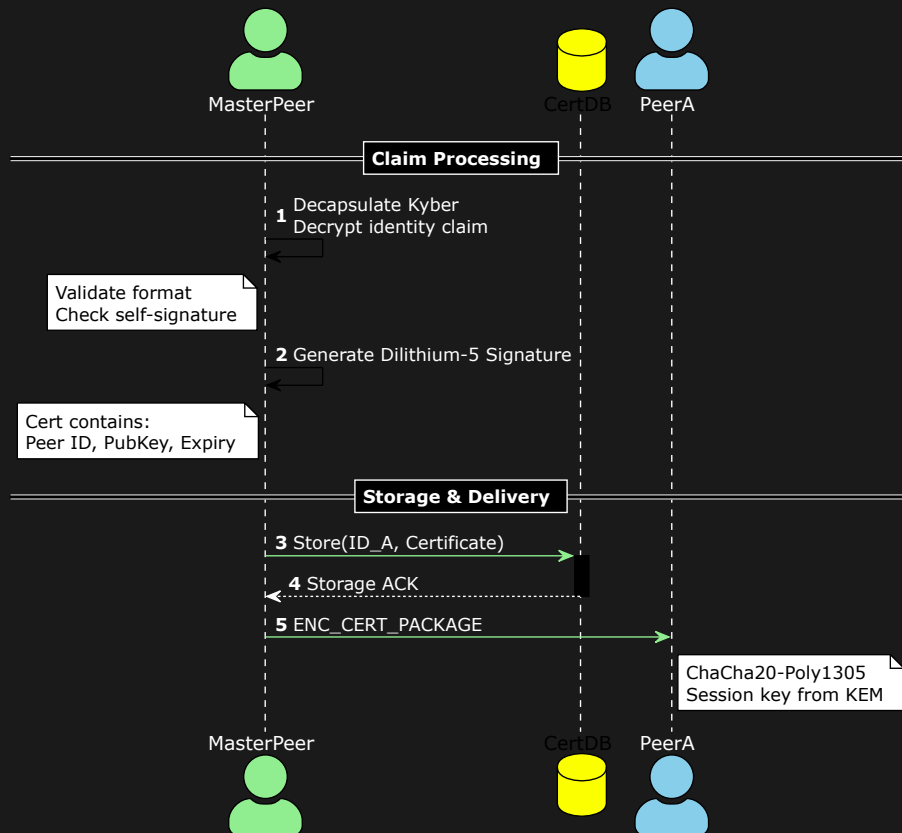 MasterPeer
CertDB
PeerA
Claim Processing
1 Decapsulate Kyber
Decrypt identity claim
Validate format
Check self-signature
2 Generate Dilithium-5 Signature
Cert contains:
Peer ID, PubKey, Expiry
Storage & Delivery
3 Store(ID_A, Certificate)
4 Storage ACK
5 ENC_CERT_PACKAGE
ChaCha20-Poly1305
Session key from KEM
MasterPeer
CertDB
PeerA